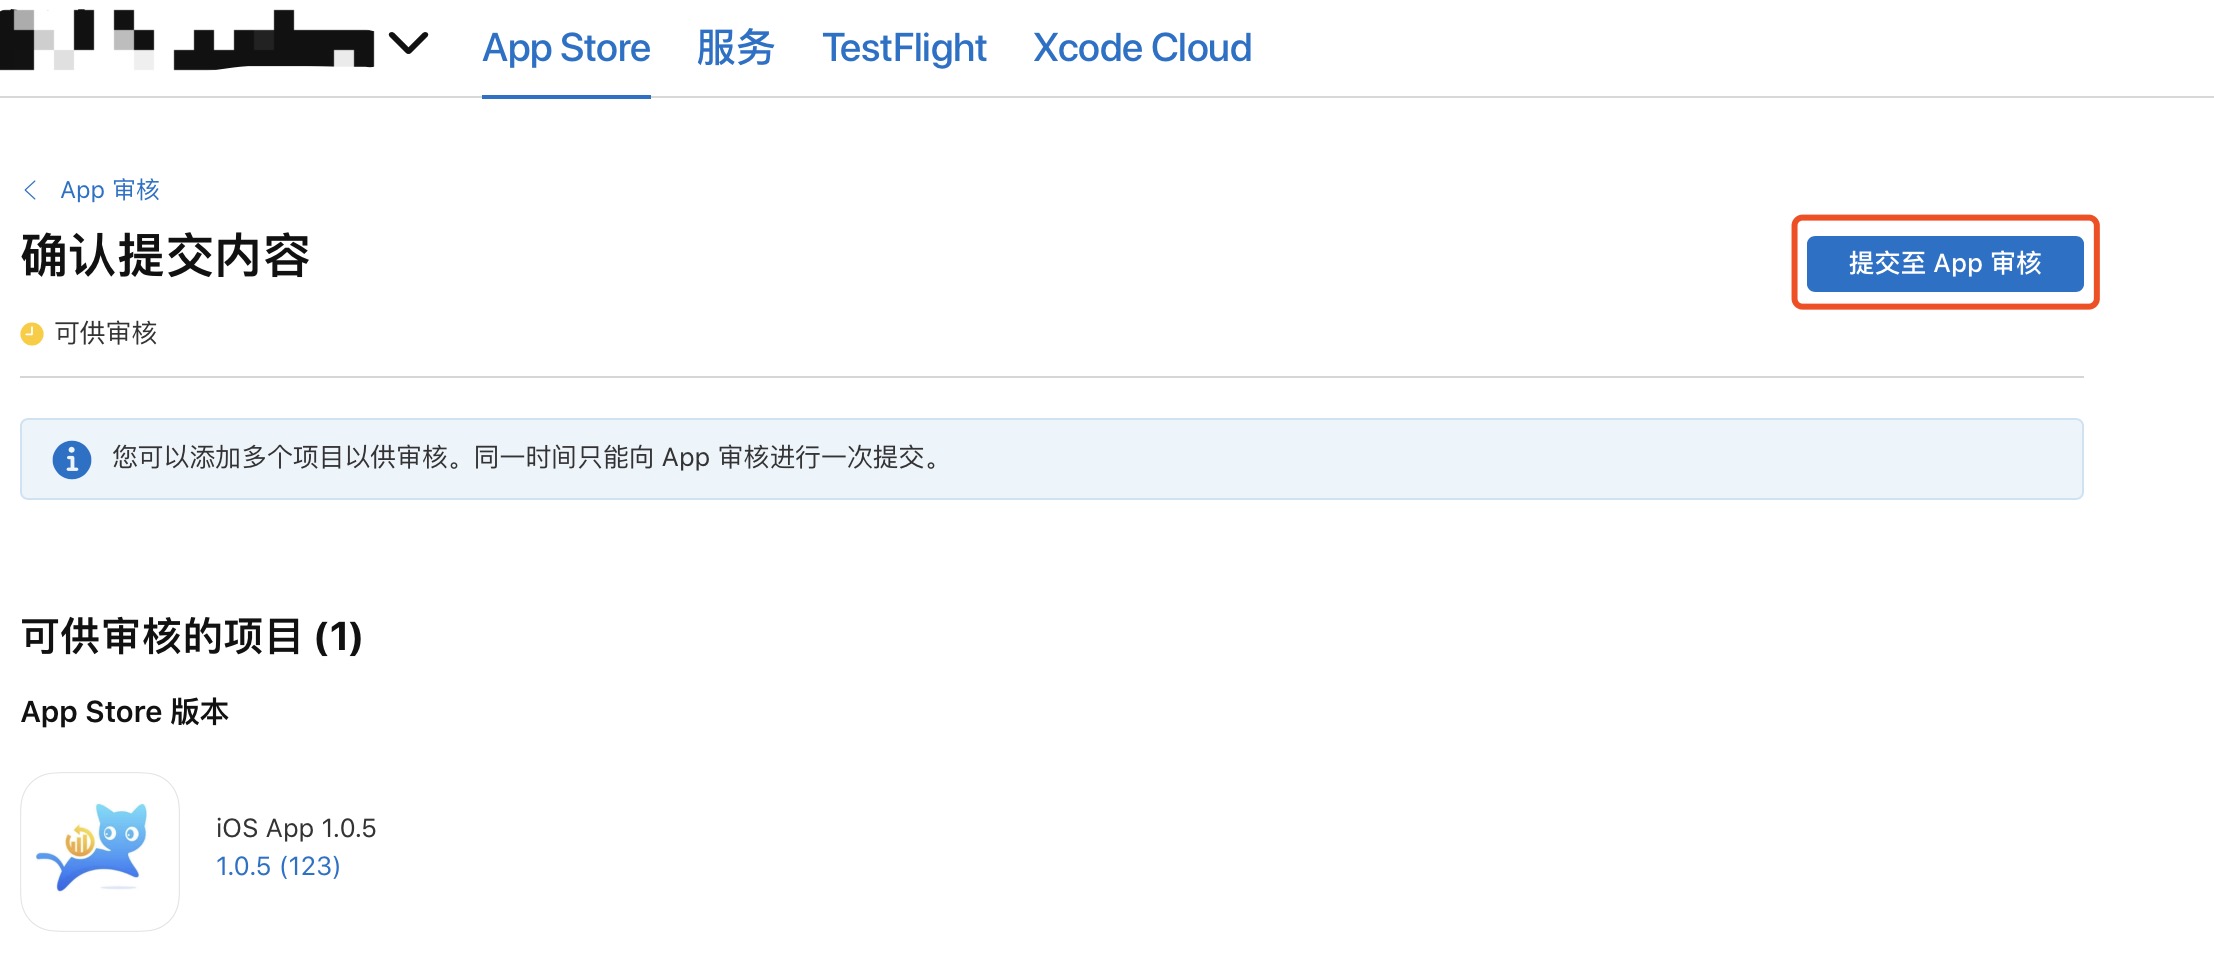 App Store 服务 TestFlight Xcode Cloud
App 审核
确认提交内容
提交至 App 审核
可供审核
您可以添加多个项目以供审核。同一时间只能向 App 审核进行一次提交。
可供审核的项目 (1)
App Store 版本
iOS App 1.0.5
1.0.5 (123)